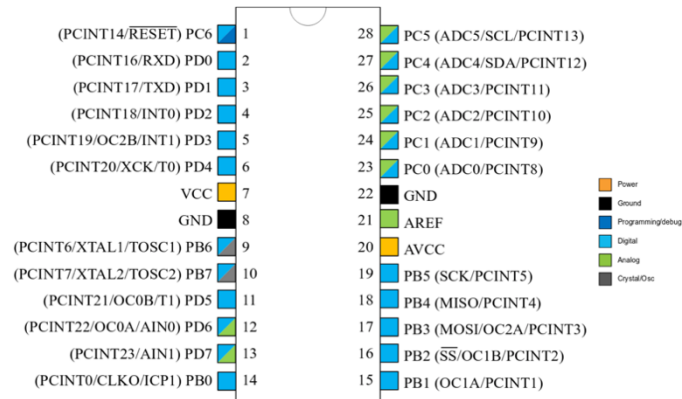 (PCINT14/RESET) PC6 1
(PCINT16/RXD) PD0 2
(PCINT17/TXD) PD1 3
(PCINT18/INT0) PD2 4
(PCINT19/OC2B/INT1) PD3 5
(PCINT20/XCK/T0) PD4 6
VCC 7
GND 8
(PCINT6/XTAL1/TOSC1) PB6 9
(PCINT7/XTAL2/TOSC2) PB7 10
(PCINT21/OC0B/T1) PD5 11
(PCINT22/OC0A/AIN0) PD6 12
(PCINT23/AIN1) PD7 13
(PCINT0/CLKO/ICP1) PB0 14
28 PC5 (ADC5/SCL/PCINT13)
27 PC4 (ADC4/SDA/PCINT12)
26 PC3 (ADC3/PCINT11)
25 PC2 (ADC2/PCINT10)
24 PC1 (ADC1/PCINT9)
23 PC0 (ADC0/PCINT8)
22 GND
21 AREF
20 AVCC
19 PB5 (SCK/PCINT5)
18 PB4 (MISO/PCINT4)
17 PB3 (MOSI/OC2A/PCINT3)
16 PB2 (SS/OC1B/PCINT2)
15 PB1 (OC1A/PCINT1)
Power
Ground
Programming/debug
Digital
Analog
Crystal/Osc